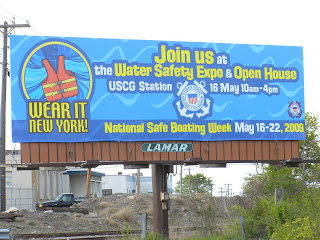 Join us at
the Water Safety Expo & Open House
USCG Station
16 May 10am-4pm
WEAR IT
NEW YORK!
National Safe Boating Week May 16-22, 2009
LAMAR